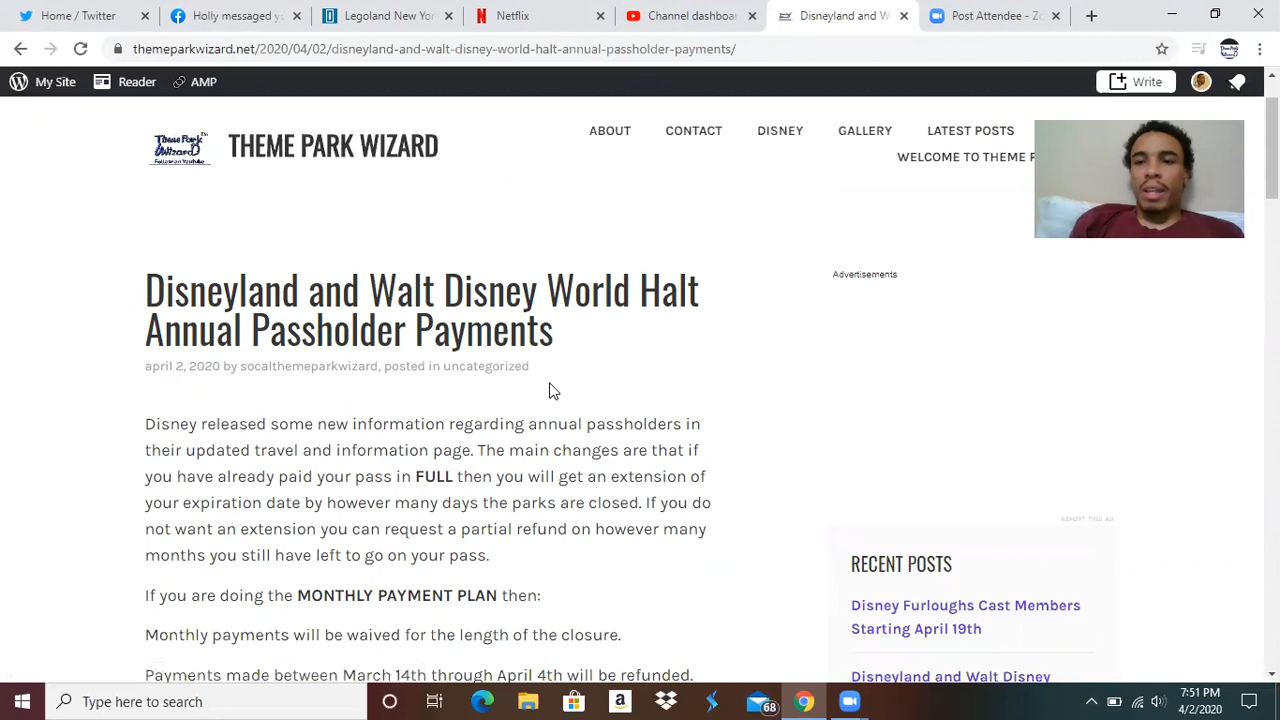 Home / Twitter
Holly messaged y
Legoland New Yor
Netflix
Channel dashboar
Disneyland and W
Post Attendee - Zo
themeparkwizard.net/2020/04/02/disneyland-and-walt-disney-world-halt-annual-passholder-payments/
My Site
Reader
AMP
Write
THEME PARK WIZARD
ABOUT
CONTACT
DISNEY
GALLERY
LATEST POSTS
WELCOME TO THEME P
Theme Park
Wizard
Follow on Youtube
Disneyland and Walt Disney World Halt
Annual Passholder Payments
april 2, 2020 by socalthemeparkwizard, posted in uncategorized
Disney released some new information regarding annual passholders in
their updated travel and information page. The main changes are that if
you have already paid your pass in FULL then you will get an extension of
your expiration date by however many days the parks are closed. If you do
not want an extension you can request a partial refund on however many
months you still have left to go on your pass.
If you are doing the MONTHLY PAYMENT PLAN then:
Monthly payments will be waived for the length of the closure.
Payments made between March 14th through April 4th will be refunded.
Advertisements
REPORT THIS AD
RECENT POSTS
Disney Furloughs Cast Members
Starting April 19th
Disneyland and Walt Disney
Type here to search
68
7:51 PM
4/2/2020